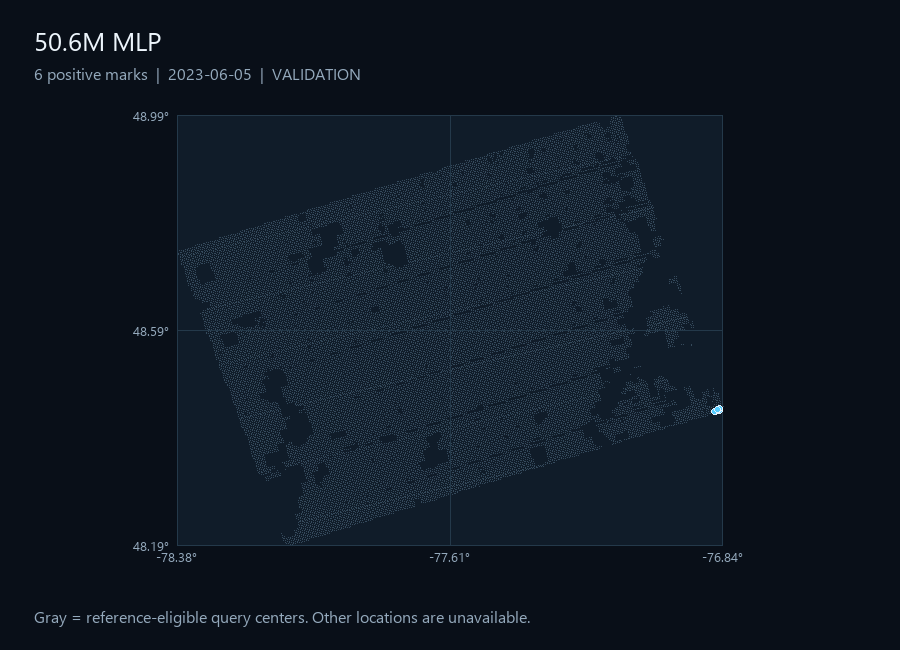 50.6M MLP
6 positive marks | 2023-06-05 | VALIDATION
48.99°
48.59°
48.19°
-78.38°
-77.61°
-76.84°
Gray = reference-eligible query centers. Other locations are unavailable.